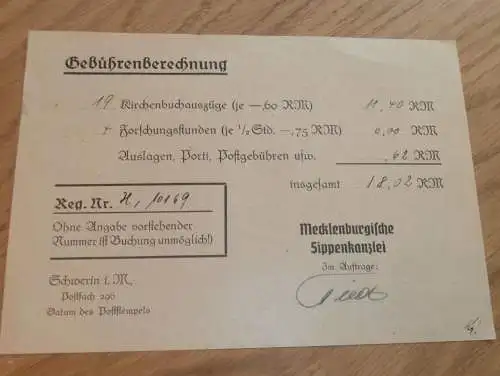 Gebührenberechnung
19 Kirchenbuchauszüge (je —,60 RM) 11,40 RM
4 Forschungsstunden (je ½ Std. —,75 RM) 6,00 RM
Auslagen, Porti, Postgebühren usw. ,62 RM
insgesamt 18,02 RM
Reg. Nr. H, 10169
Ohne Angabe vorstehender
Nummer ist Buchung unmöglich!)
Mecklenburgische
Sippenkanzlei
Im Auftrage:
Schwerin i. M.
Postfach 296
Datum des Poststempels